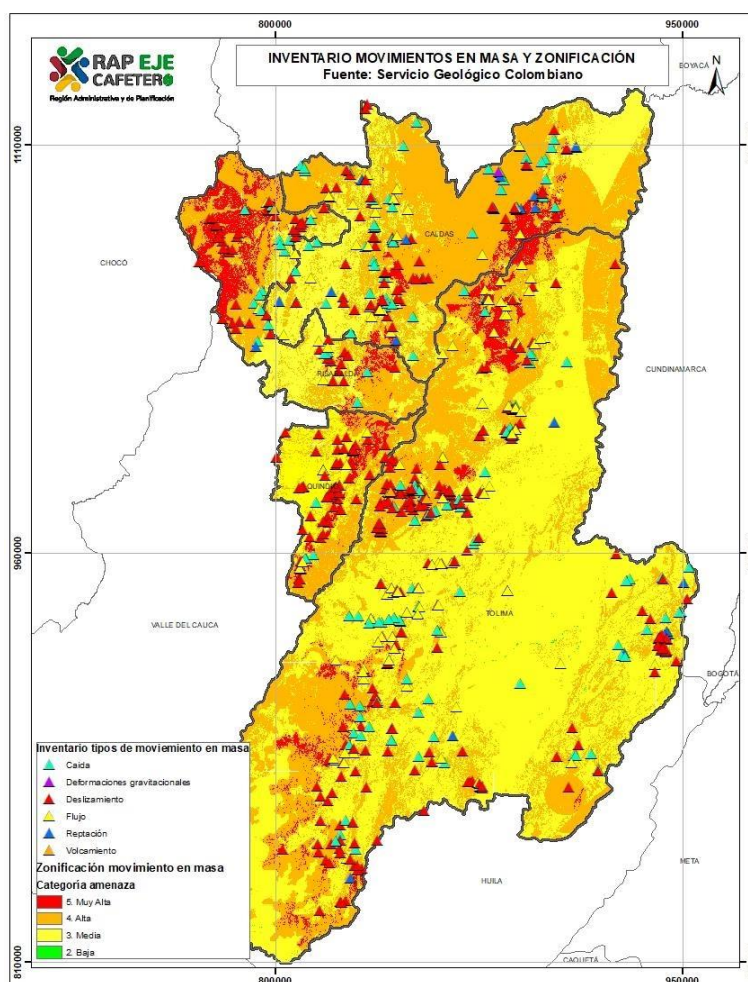 800000
950000
RAP EJE
CAFETERO
Región Administrativa y de Planificación
INVENTARIO MOVIMIENTOS EN MASA Y ZONIFICACIÓN
Fuente: Servicio Geológico Colombiano
BOYACÁ
N
1110000
CALDAS
CHOCÓ
CUNDINAMARCA
RISARALDA
QUINDIO
960000
VALLE DEL CAUCA
TOLIMA
BOGOTÁ
Inventario tipos de moviemiento en masa
Caida
Deformaciones gravitacionales
Deslizamiento
Flujo
Reptación
Volcamiento
Zonificación movimiento en masa
Categoría amenaza
5. Muy Alta
4. Alta
3. Media
2. Baja
META
HUILA
CAQUETÁ
810000
800000
950000